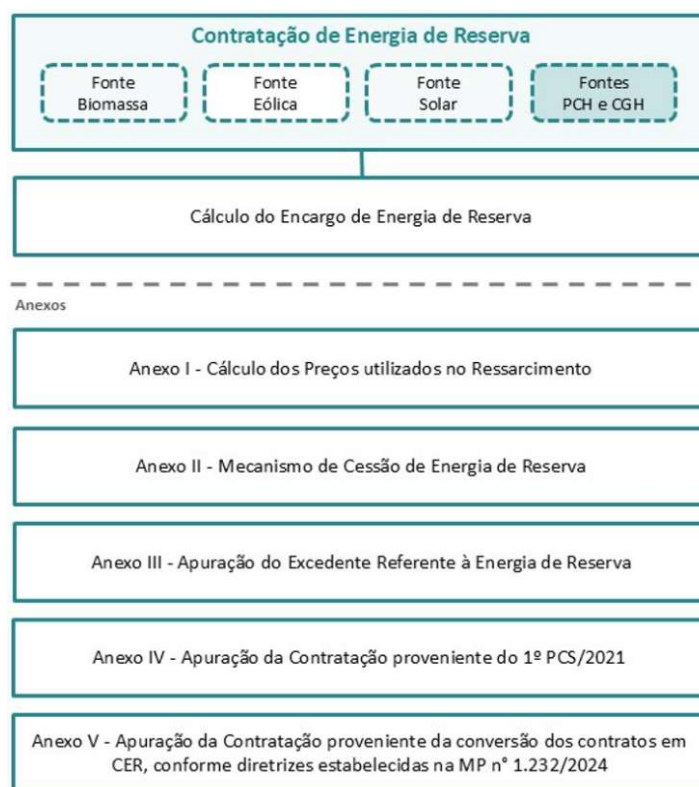 Contratação de Energia de Reserva
Fonte
Biomassa
Fonte
Eólica
Fonte
Solar
Fontes
PCH e CGH
Cálculo do Encargo de Energia de Reserva
Anexos
Anexo I - Cálculo dos Preços utilizados no Ressarcimento
Anexo II - Mecanismo de Cessão de Energia de Reserva
Anexo III - Apuração do Excedente Referente à Energia de Reserva
Anexo IV - Apuração da Contratação proveniente do 1º PCS/2021
Anexo V - Apuração da Contratação proveniente da conversão dos contratos em
CER, conforme diretrizes estabelecidas na MP n° 1.232/2024